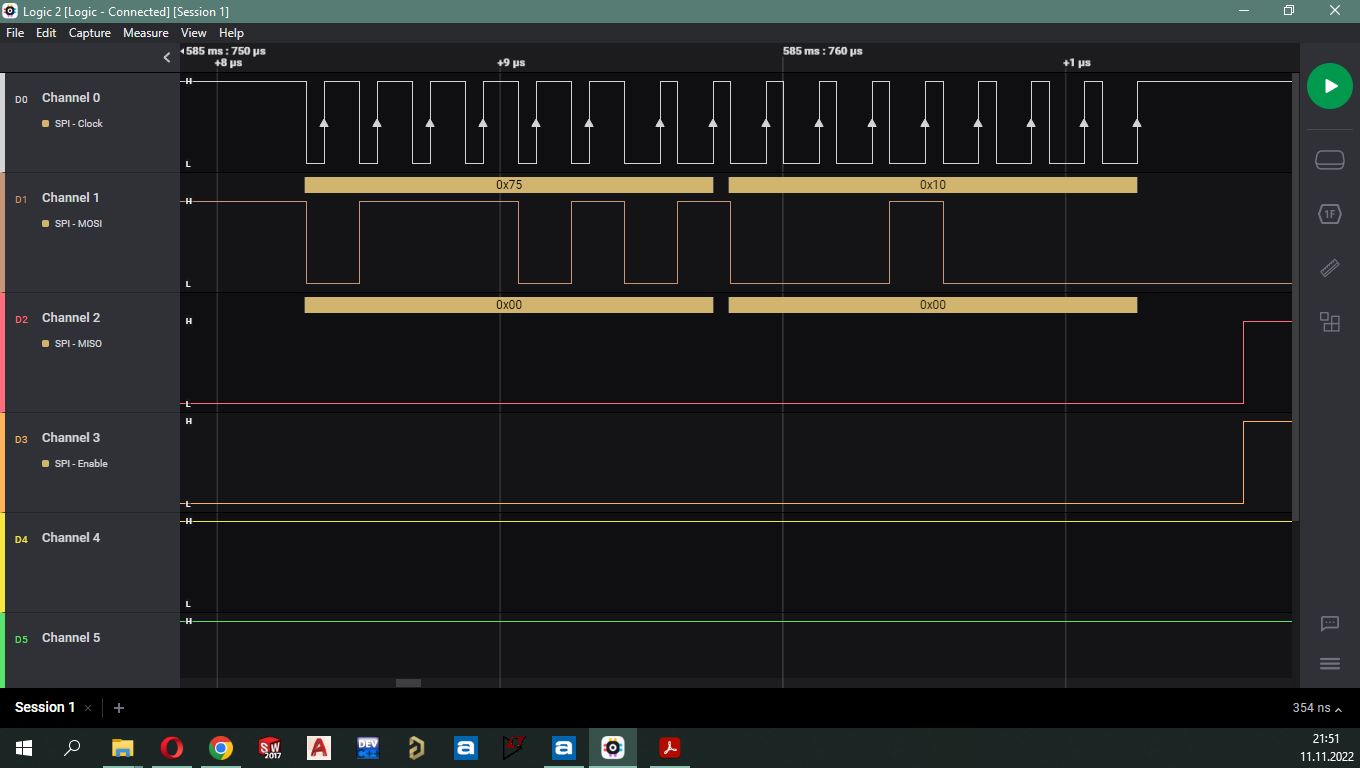 Logic 2 [Logic - Connected] [Session 1]
File Edit Capture Measure View Help
585 ms : 750 µs 585 ms : 760 µs
+8 µs +9 µs +1 µs
H
D0 Channel 0
SPI - Clock
L
0x75 0x10
D1 Channel 1
H
SPI - MOSI
L
0x00 0x00
D2 Channel 2
H
SPI - MISO
L
H
D3 Channel 3
SPI - Enable
L
H
D4 Channel 4
L
H
D5 Channel 5
1F
Session 1 × +
354 ns
SW 2017 A DEV a a
21:51
11.11.2022